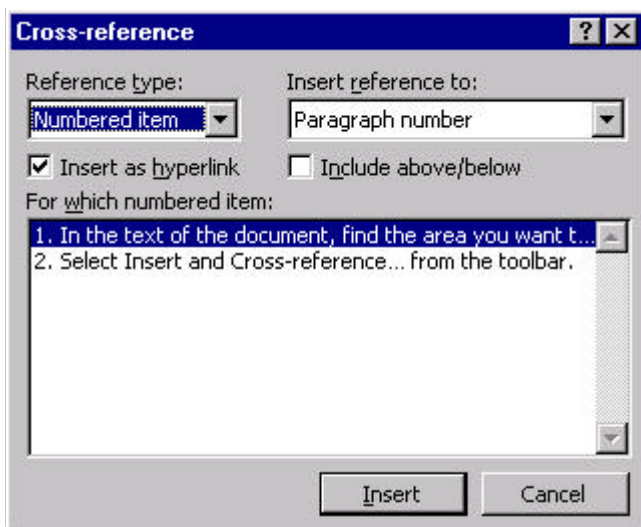 Cross-reference
Reference type:
Insert reference to:
Numbered item
Paragraph number
Insert as hyperlink
Include above/below
For which numbered item:
1. In the text of the document, find the area you want t...
2. Select Insert and Cross-reference... from the toolbar.
Insert
Cancel